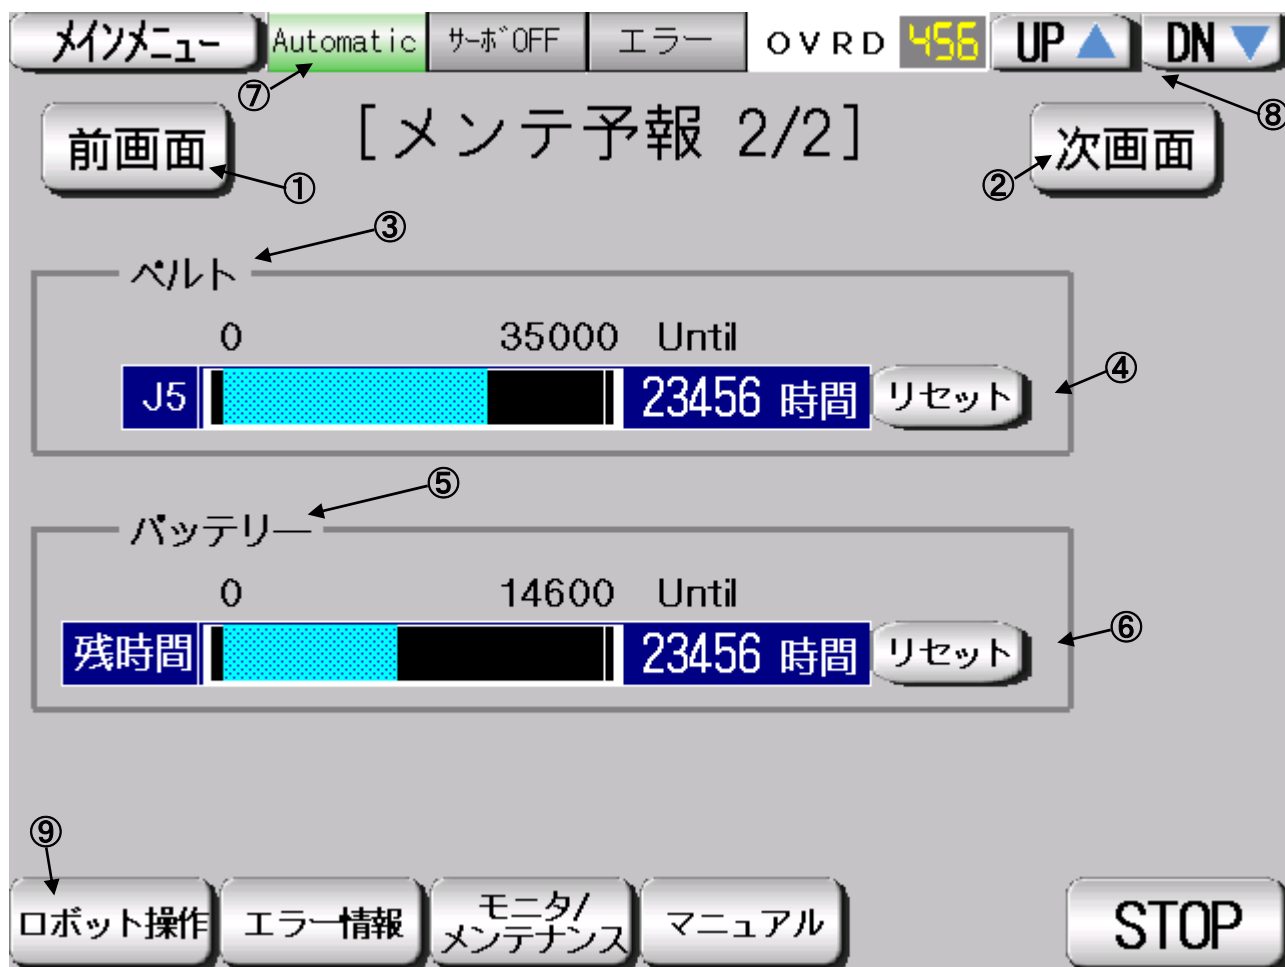 メインメニュー Automatic サーボOFF エラー OVRD 456 UP DN
⑦ ⑧
前画面 [メンテ予報 2/2] 次画面
① ②
③
ベルト
0 35000 Until
④
J5 23456 時間 リセット
⑤
バッテリー
0 14600 Until
⑥
残時間 23456 時間 リセット
⑨
ロボット操作 エラー情報 モニタ/ メンテナンス マニュアル STOP